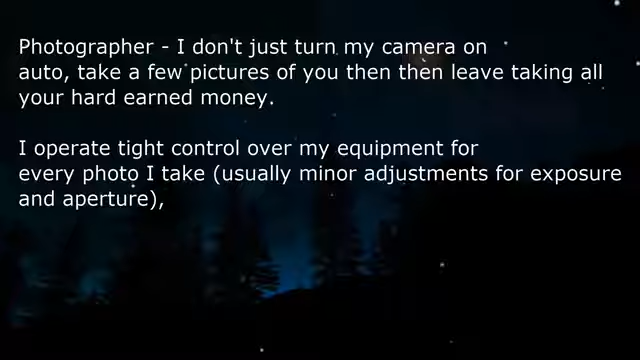 Photographer - I don't just turn my camera on
auto, take a few pictures of you then then leave taking all
your hard earned money.
I operate tight control over my equipment for
every photo I take (usually minor adjustments for exposure
and aperture),